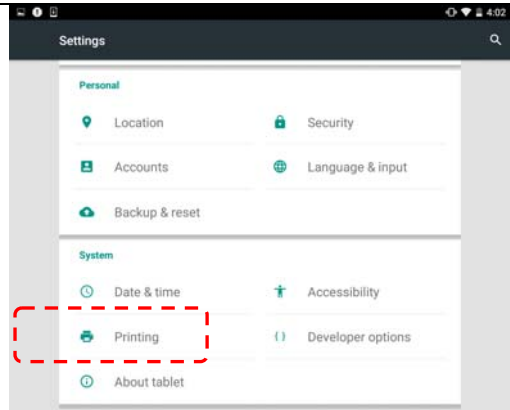 4:02
Settings
Personal
Location
Security
Accounts
Language & input
Backup & reset
System
Date & time
Accessibility
Printing
{ } Developer options
About tablet